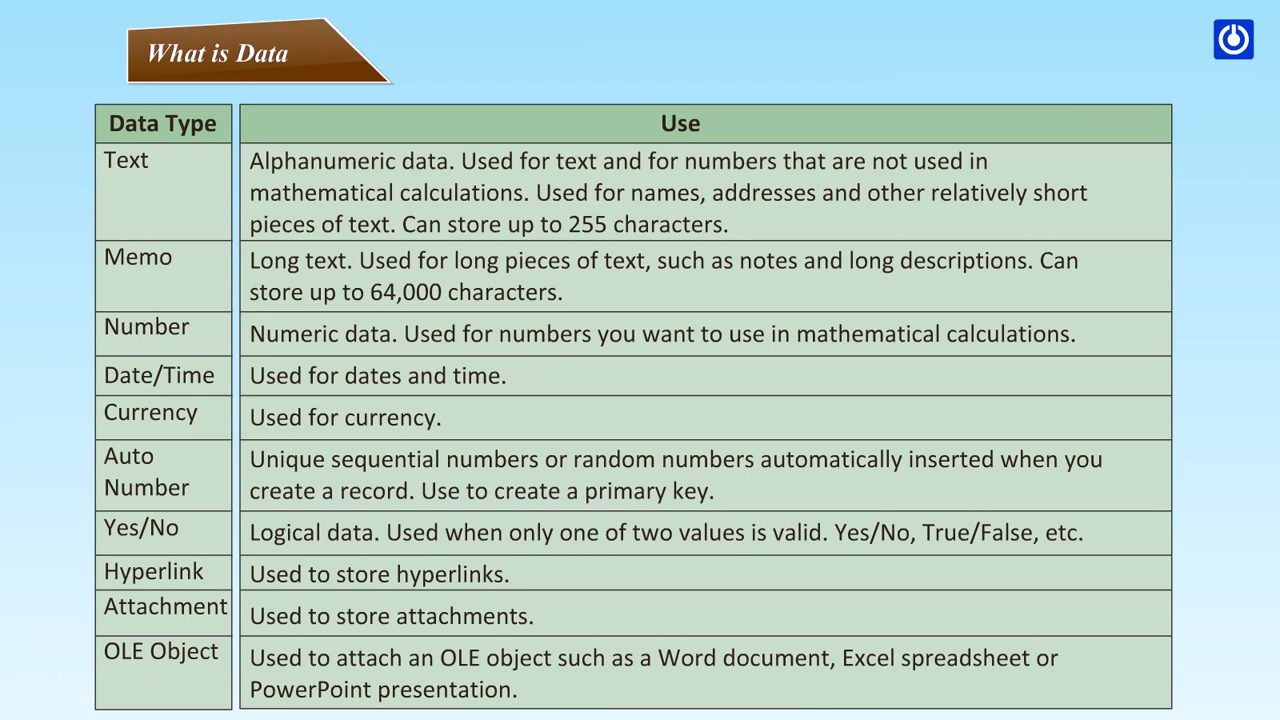 What is Data
Data Type
Use
Text
Alphanumeric data. Used for text and for numbers that are not used in
mathematical calculations. Used for names, addresses and other relatively short
pieces of text. Can store up to 255 characters.
Memo
Long text. Used for long pieces of text, such as notes and long descriptions. Can
store up to 64,000 characters.
Number
Numeric data. Used for numbers you want to use in mathematical calculations.
Date/Time
Used for dates and time.
Currency
Used for currency.
Auto
Number
Unique sequential numbers or random numbers automatically inserted when you
create a record. Use to create a primary key.
Yes/No
Logical data. Used when only one of two values is valid. Yes/No, True/False, etc.
Hyperlink
Used to store hyperlinks.
Attachment
Used to store attachments.
OLE Object
Used to attach an OLE object such as a Word document, Excel spreadsheet or
PowerPoint presentation.